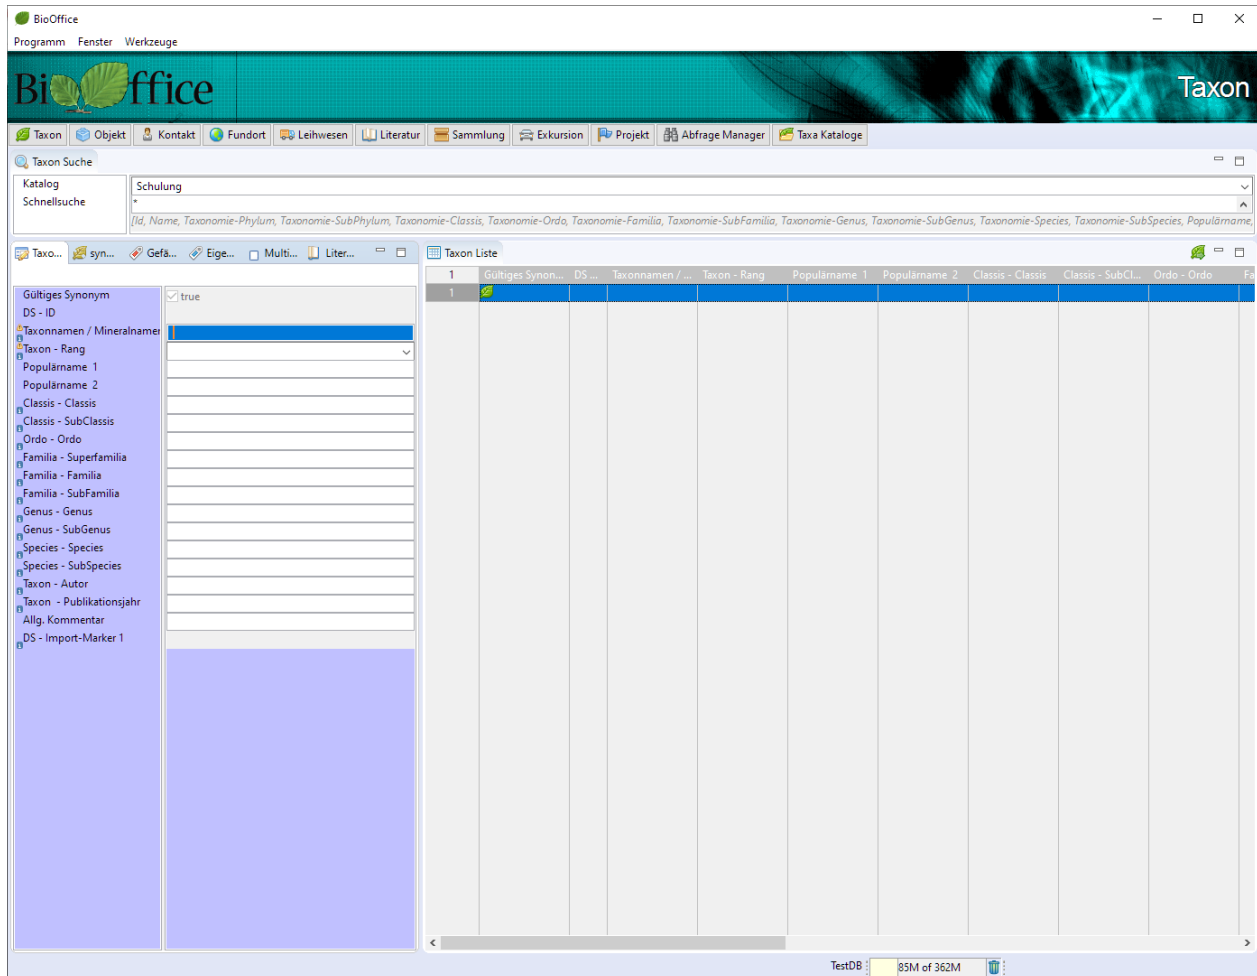 BioOffice
Programm Fenster Werkzeuge
BioOffice
Taxon
Taxon Objekt Kontakt Fundort Leihwesen Literatur Sammlung Exkursion Projekt Abfrage Manager Taxa Kataloge
Taxon Suche
Katalog Schulung
Schnellsuche *
[Id, Name, Taxonomie-Phylum, Taxonomie-SubPhylum, Taxonomie-Classis, Taxonomie-Ordo, Taxonomie-Familia, Taxonomie-SubFamilia, Taxonomie-Genus, Taxonomie-SubGenus, Taxonomie-Species, Taxonomie-SubSpecies, Populärname,
Taxo... syn... Gefä... Eige... Multi... Liter... Taxon Liste
1 Gültiges Synon... DS ... Taxonnamen / ... Taxon - Rang Populärname 1 Populärname 2 Classis - Classis Classis - SubCl... Ordo - Ordo Fa
1
Gültiges Synonym true
DS - ID
Taxonnamen / Mineralnamen
Taxon - Rang
Populärname 1
Populärname 2
Classis - Classis
Classis - SubClassis
Ordo - Ordo
Familia - Superfamilia
Familia - Familia
Familia - SubFamilia
Genus - Genus
Genus - SubGenus
Species - Species
Species - SubSpecies
Taxon - Autor
Taxon - Publikationsjahr
Allg. Kommentar
DS - Import-Marker 1
TestDB 85M of 362M